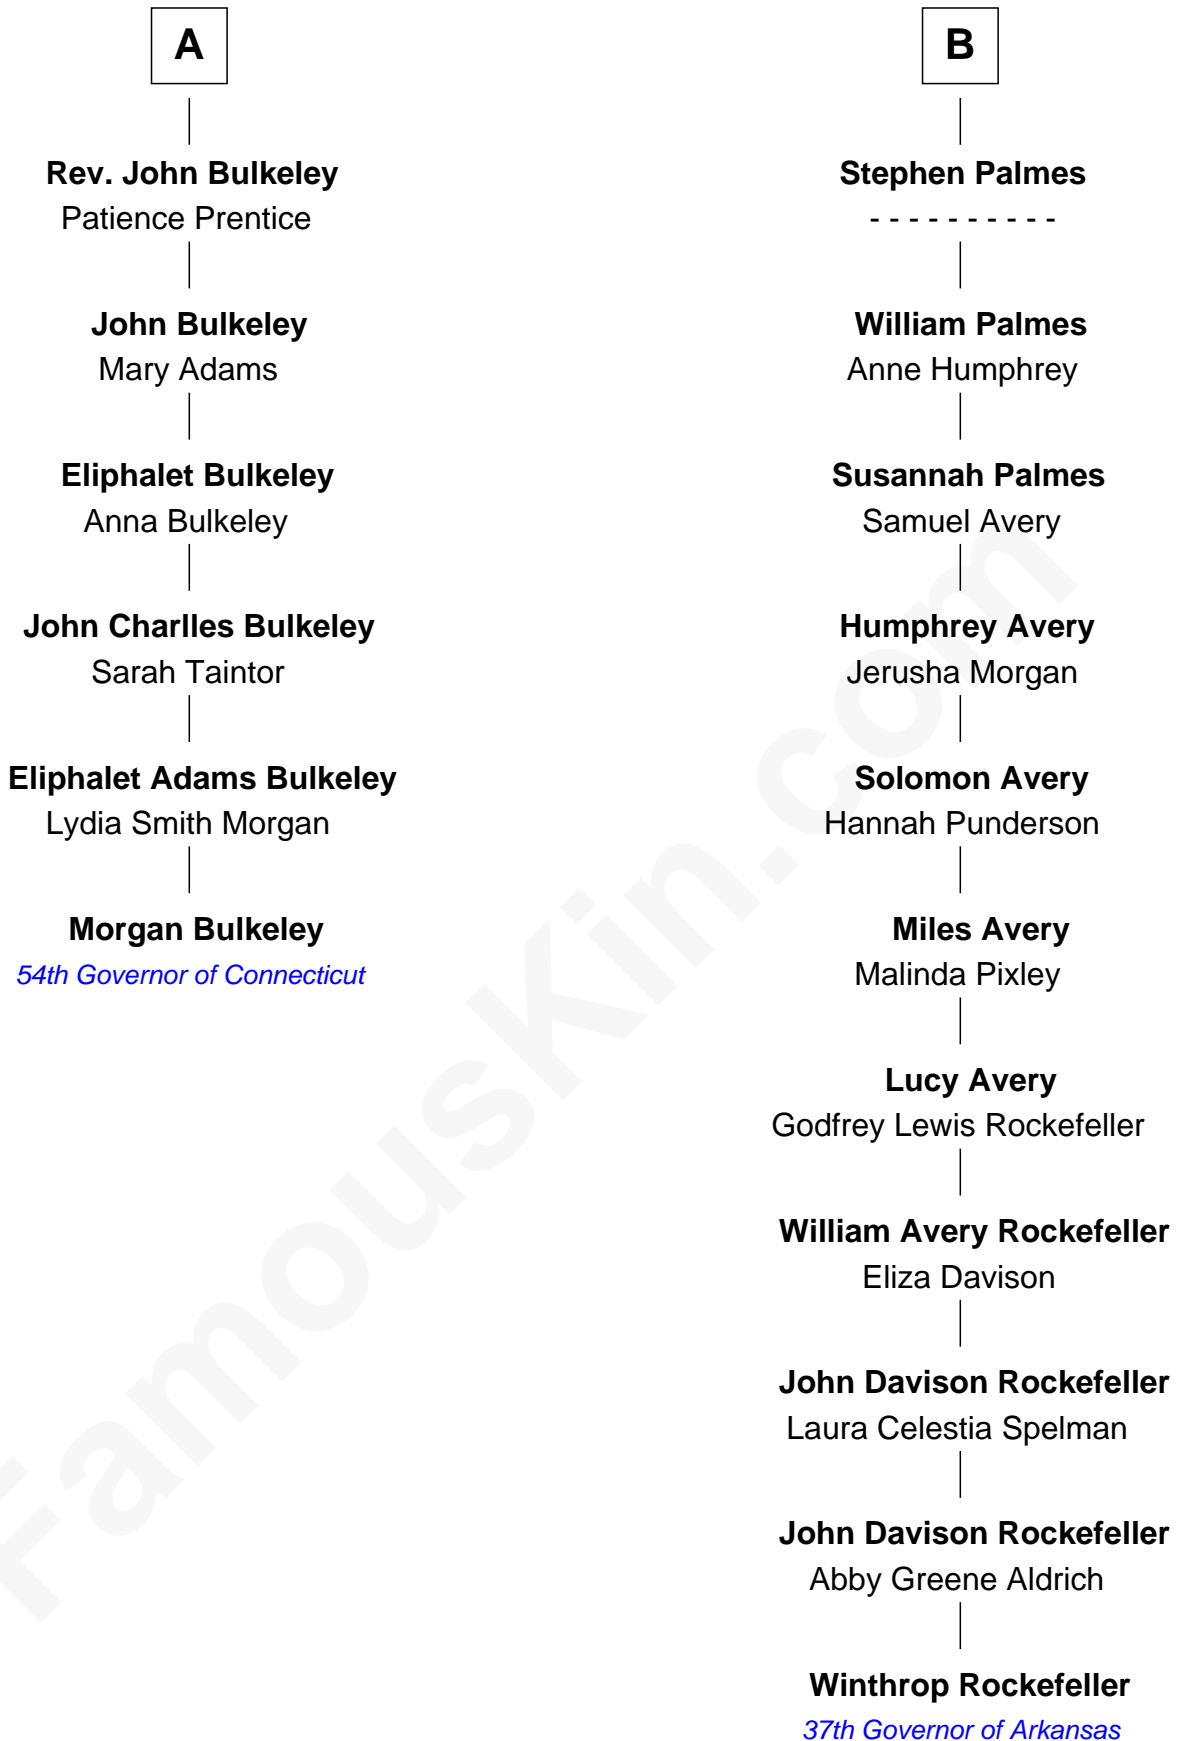 A
Rev. John Bulkeley
Patience Prentice
John Bulkeley
Mary Adams
Eliphalet Bulkeley
Anna Bulkeley
John Charlles Bulkeley
Sarah Taintor
Eliphalet Adams Bulkeley
Lydia Smith Morgan
Morgan Bulkeley
54th Governor of Connecticut
B
Stephen Palmes
- - - - - - - - - -
William Palmes
Anne Humphrey
Susannah Palmes
Samuel Avery
Humphrey Avery
Jerusha Morgan
Solomon Avery
Hannah Punderson
Miles Avery
Malinda Pixley
Lucy Avery
Godfrey Lewis Rockefeller
William Avery Rockefeller
Eliza Davison
John Davison Rockefeller
Laura Celestia Spelman
John Davison Rockefeller
Abby Greene Aldrich
Winthrop Rockefeller
37th Governor of Arkansas
FamousKin.com